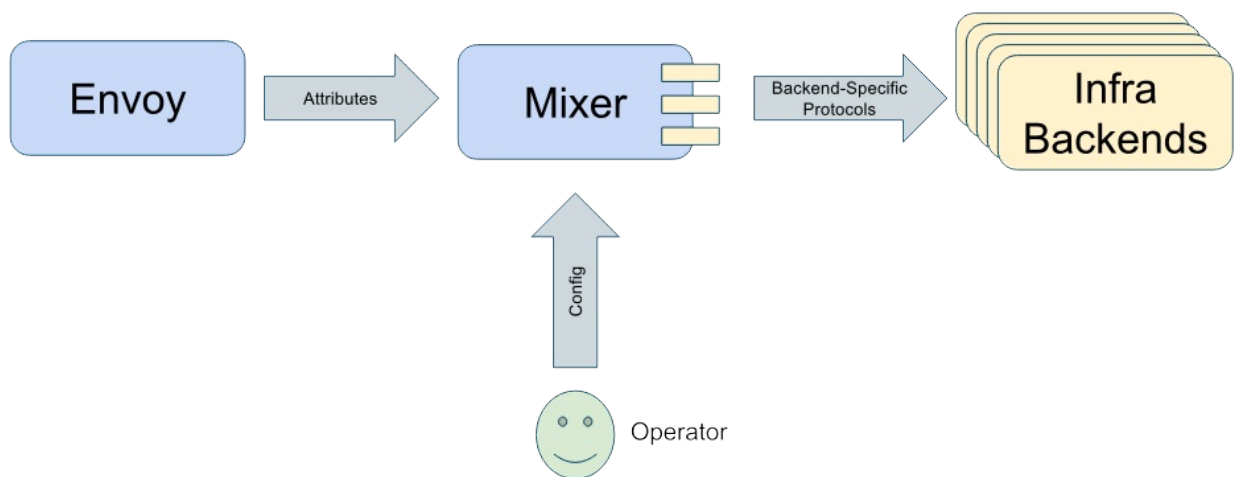 Envoy
Attributes
Mixer
Backend-Specific
Protocols
Infra
Backends
Config
Operator